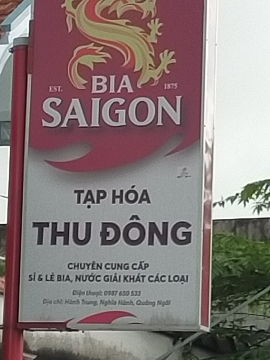 EST. BIA 1875
SAIGON
TẠP HÓA
THU ĐÔNG
CHUYÊN CUNG CẤP
SỈ & LẺ BIA, NƯỚC GIẢI KHÁT CÁC LOẠI
Điện thoại: 0987 650 533
Địa chỉ: Hành Trung, Nghĩa Hành, Quảng Ngãi